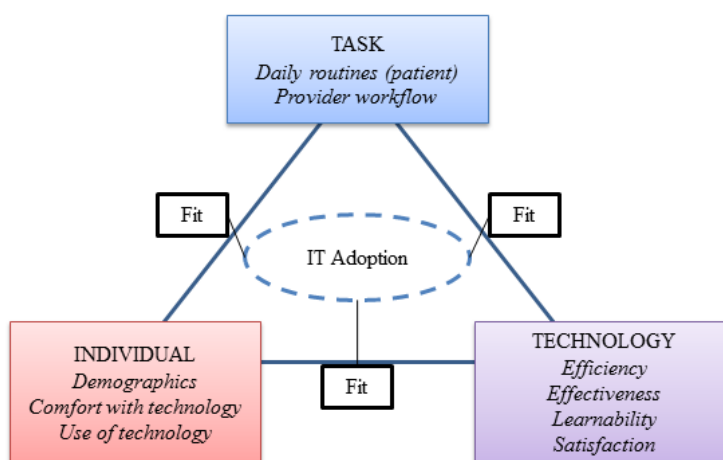 TASK
Daily routines (patient)
Provider workflow
Fit
Fit
IT Adoption
INDIVIDUAL
Demographics
Comfort with technology
Use of technology
Fit
TECHNOLOGY
Efficiency
Effectiveness
Learnability
Satisfaction